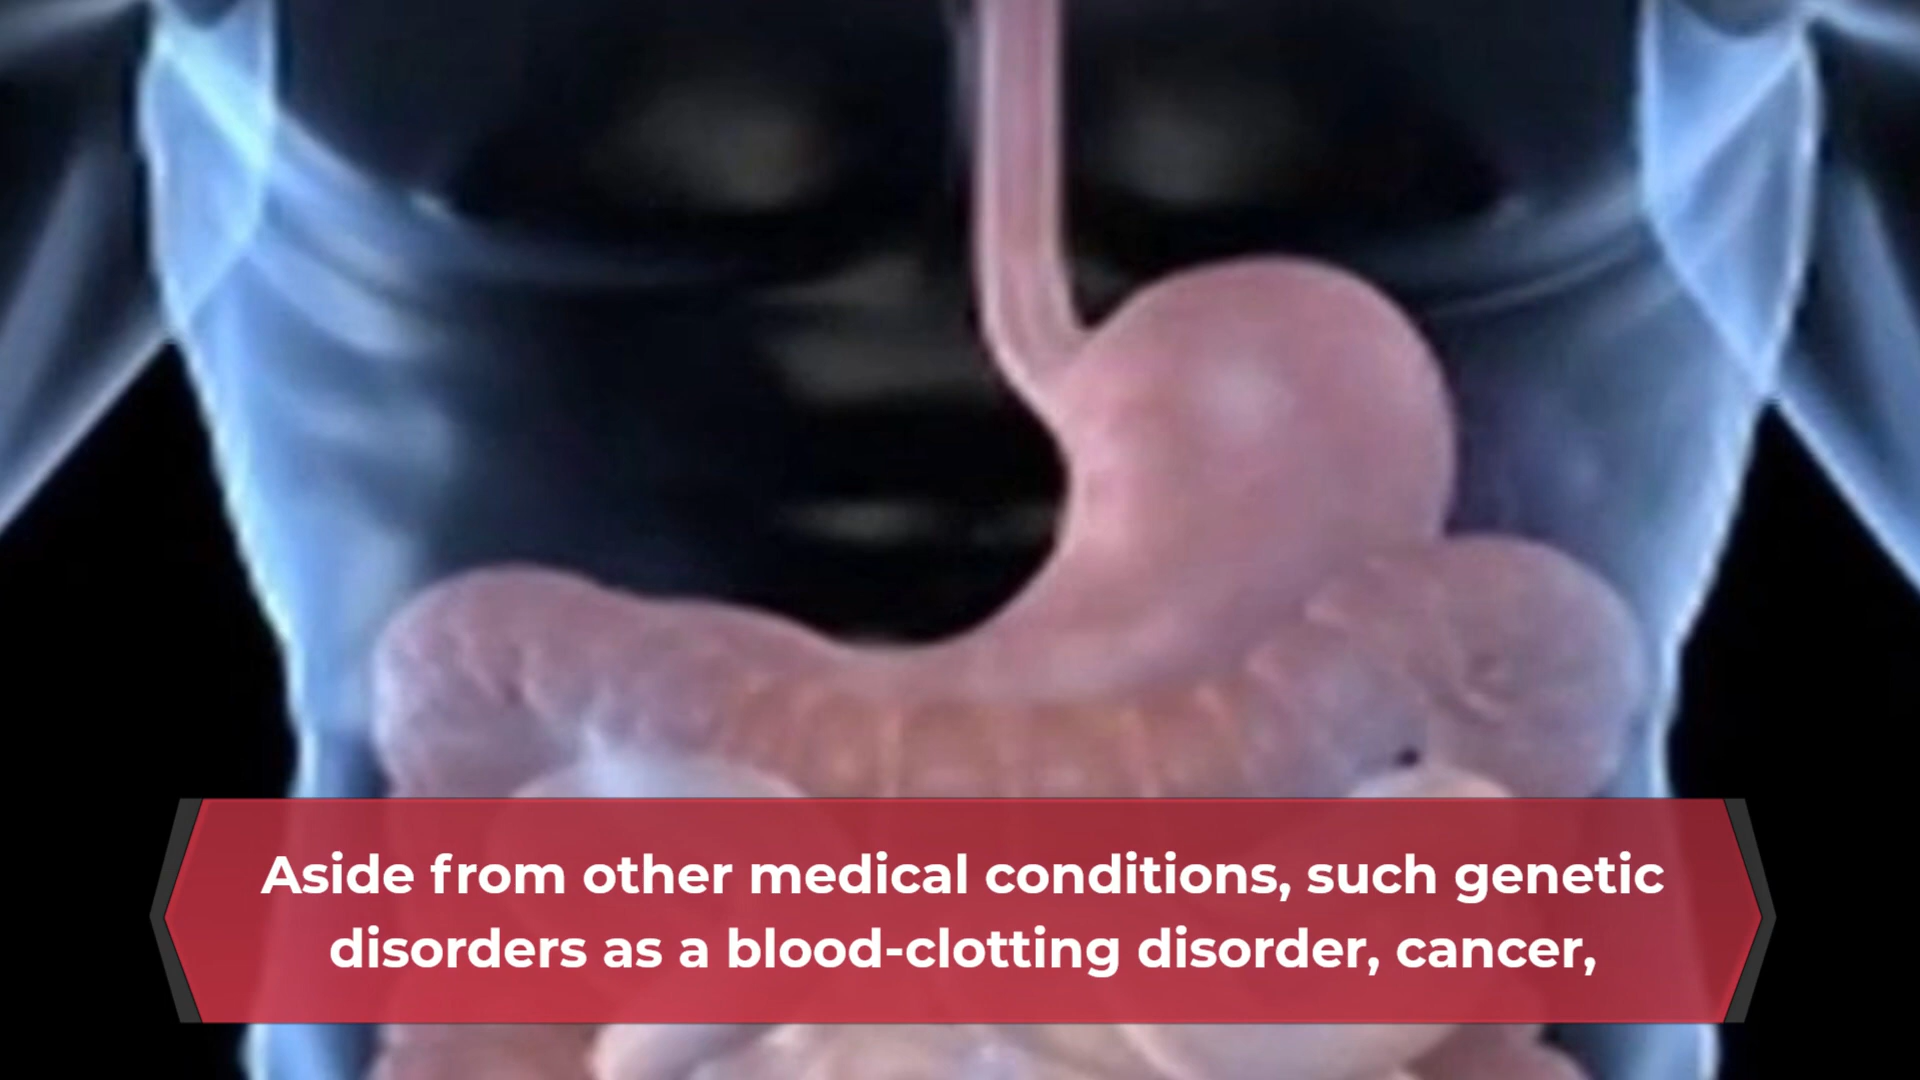 Aside from other medical conditions, such genetic
disorders as a blood-clotting disorder, cancer,